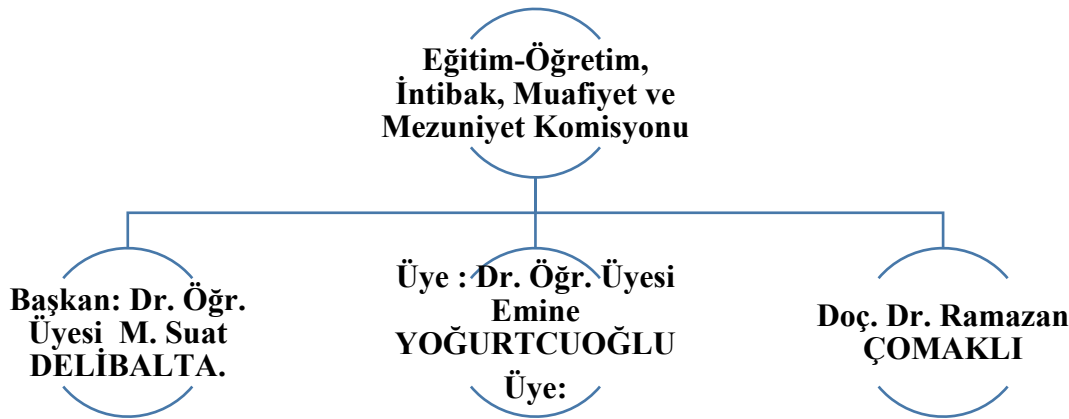 Eğitim-Öğretim,
İntibak, Muafiyet ve
Mezuniyet Komisyonu
Başkan: Dr. Öğr.
Üyesi M. Suat
DELİBALTA.
Üye : Dr. Öğr. Üyesi
Emine
YOĞURTCUOĞLU
Üye:
Doç. Dr. Ramazan
ÇOMAKLI